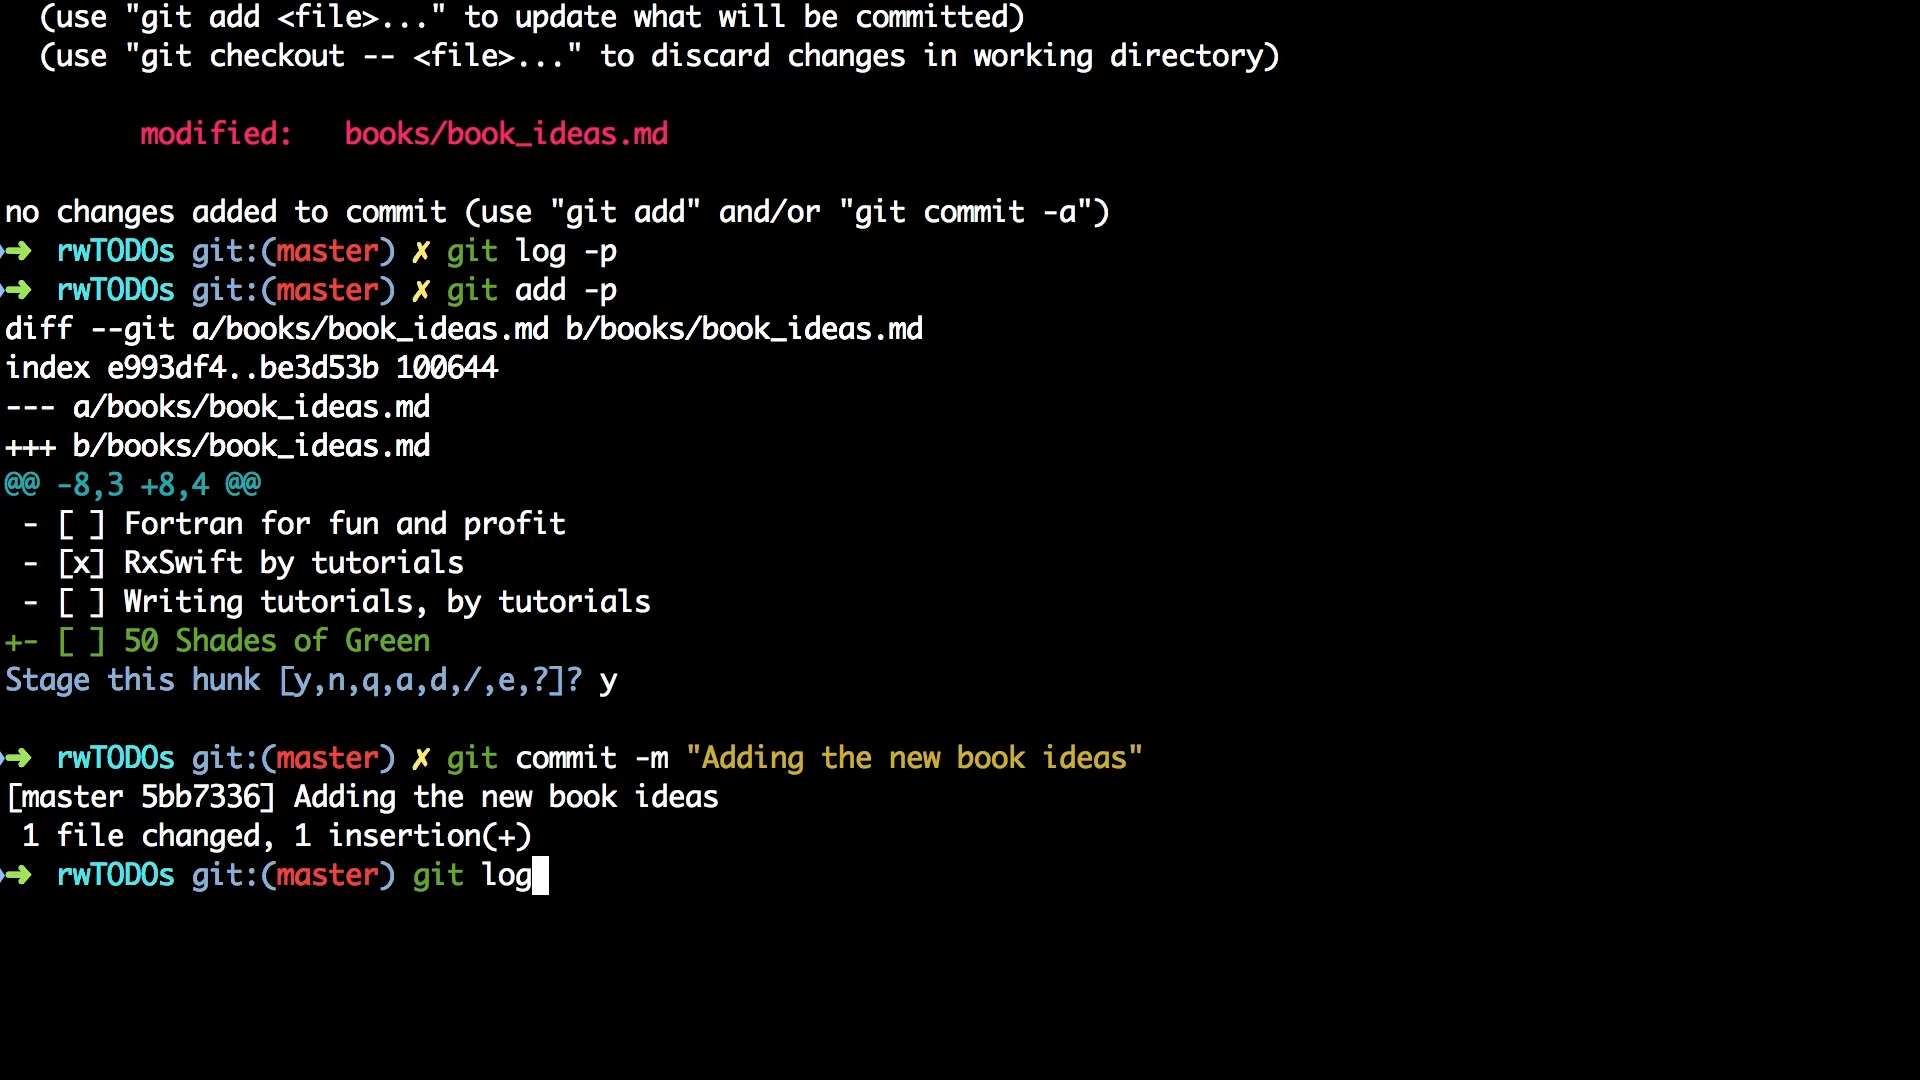 (use "git add <file>..." to update what will be committed)
(use "git checkout -- <file>..." to discard changes in working directory)
modified:   books/book_ideas.md
no changes added to commit (use "git add" and/or "git commit -a")
➜ rwTODOs git:(master) ✗ git log -p
➜ rwTODOs git:(master) ✗ git add -p
diff --git a/books/book_ideas.md b/books/book_ideas.md
index e993df4..be3d53b 100644
--- a/books/book_ideas.md
+++ b/books/book_ideas.md
@@ -8,3 +8,4 @@
- [ ] Fortran for fun and profit
- [x] RxSwift by tutorials
- [ ] Writing tutorials, by tutorials
+- [ ] 50 Shades of Green
Stage this hunk [y,n,q,a,d,/,e,?]? y
➜ rwTODOs git:(master) ✗ git commit -m "Adding the new book ideas"
[master 5bb7336] Adding the new book ideas
1 file changed, 1 insertion(+)
➜ rwTODOs git:(master) git log